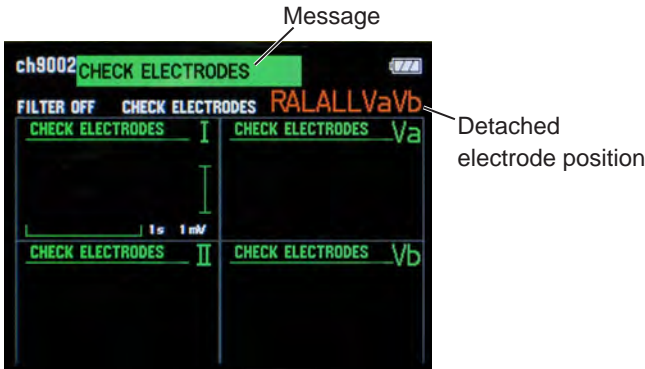 Message
ch9002 CHECK ELECTRODES
FILTER OFF CHECK ELECTRODES RALALLVaVb
Detached
electrode position
CHECK ELECTRODES I
CHECK ELECTRODES Va
1s 1mV
CHECK ELECTRODES II
CHECK ELECTRODES Vb